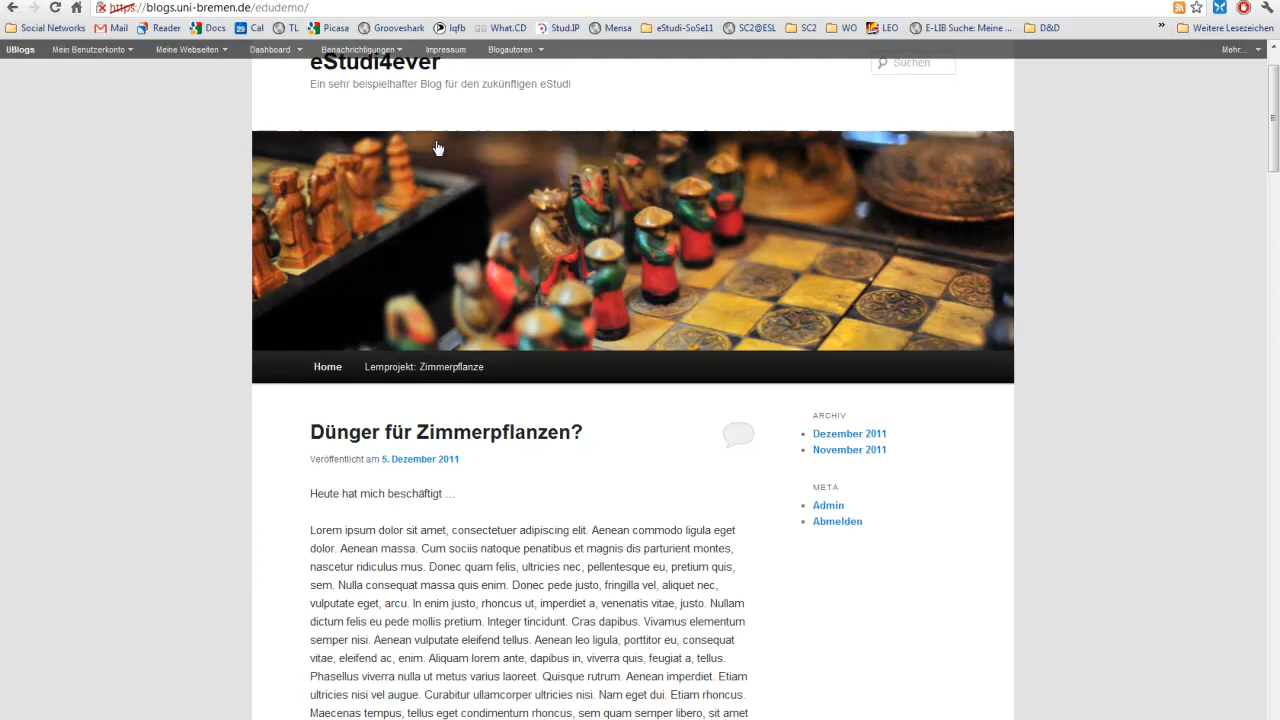 https://blogs.uni-bremen.de/edudemo/
Social Networks Mail Reader Docs Cal TL Picasa Grooveshark lqfb What.CD Stud.IP Mensa eStudi-SoSe11 SC2@ESL SC2 WO LEO E-LIB Suche: Meine ... D&D » Weitere Lesezeichen
UBlogs Mein Benutzerkonto Meine Webseiten Dashboard Benachrichtigungen Impressum Blogautoren Mehr...
eStudi4ever
Suchen
Ein sehr beispielhafter Blog für den zukünftigen eStudi
Home Lernprojekt: Zimmerpflanze
Dünger für Zimmerpflanzen?
Veröffentlicht am 5. Dezember 2011
Heute hat mich beschäftigt …
Lorem ipsum dolor sit amet, consectetuer adipiscing elit. Aenean commodo ligula eget
dolor. Aenean massa. Cum sociis natoque penatibus et magnis dis parturient montes,
nascetur ridiculus mus. Donec quam felis, ultricies nec, pellentesque eu, pretium quis,
sem. Nulla consequat massa quis enim. Donec pede justo, fringilla vel, aliquet nec,
vulputate eget, arcu. In enim justo, rhoncus ut, imperdiet a, venenatis vitae, justo. Nullam
dictum felis eu pede mollis pretium. Integer tincidunt. Cras dapibus. Vivamus elementum
semper nisi. Aenean vulputate eleifend tellus. Aenean leo ligula, porttitor eu, consequat
vitae, eleifend ac, enim. Aliquam lorem ante, dapibus in, viverra quis, feugiat a, tellus.
Phasellus viverra nulla ut metus varius laoreet. Quisque rutrum. Aenean imperdiet. Etiam
ultricies nisi vel augue. Curabitur ullamcorper ultricies nisi. Nam eget dui. Etiam rhoncus.
Maecenas tempus, tellus eget condimentum rhoncus, sem quam semper libero, sit amet
ARCHIV
Dezember 2011
November 2011
META
Admin
Abmelden